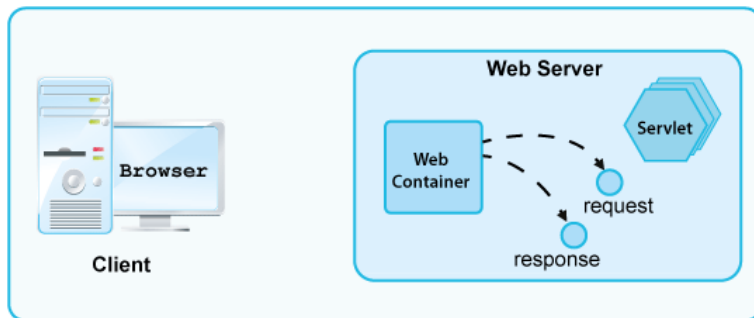 Web Server
Servlet
Browser
Web
Container
request
response
Client